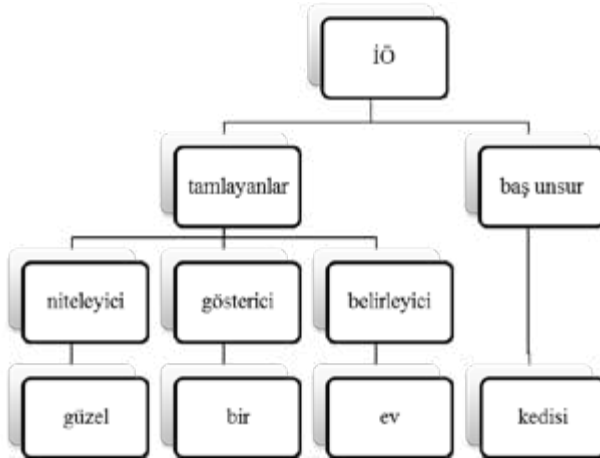 İÖ
tamlayanlar
baş unsur
niteleyici
gösterici
belirleyici
güzel
bir
ev
kedisi